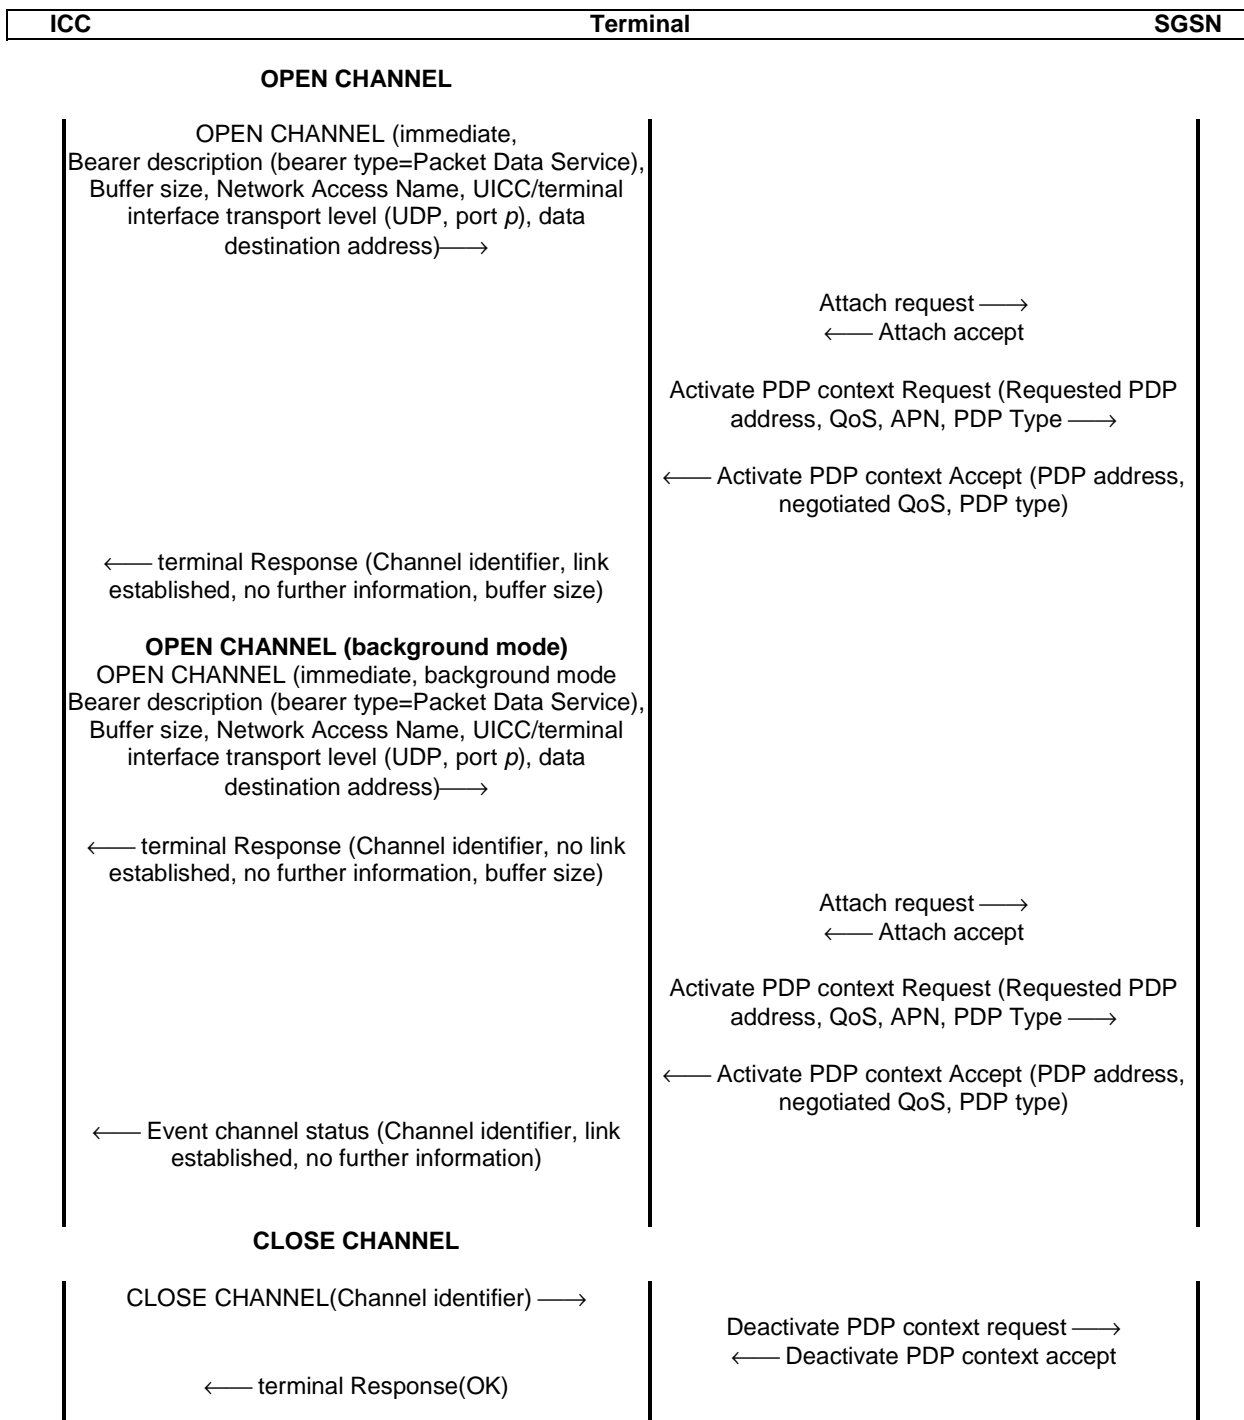 ICC Terminal SGSN
OPEN CHANNEL
OPEN CHANNEL (immediate,
Bearer description (bearer type=Packet Data Service),
Buffer size, Network Access Name, UICC/terminal
interface transport level (UDP, port p), data
destination address)⟶
Attach request ⟶
⟵ Attach accept
Activate PDP context Request (Requested PDP
address, QoS, APN, PDP Type ⟶
⟵ Activate PDP context Accept (PDP address,
negotiated QoS, PDP type)
⟵ terminal Response (Channel identifier, link
established, no further information, buffer size)
OPEN CHANNEL (background mode)
OPEN CHANNEL (immediate, background mode
Bearer description (bearer type=Packet Data Service),
Buffer size, Network Access Name, UICC/terminal
interface transport level (UDP, port p), data
destination address)⟶
⟵ terminal Response (Channel identifier, no link
established, no further information, buffer size)
Attach request ⟶
⟵ Attach accept
Activate PDP context Request (Requested PDP
address, QoS, APN, PDP Type ⟶
⟵ Activate PDP context Accept (PDP address,
negotiated QoS, PDP type)
⟵ Event channel status (Channel identifier, link
established, no further information)
CLOSE CHANNEL
CLOSE CHANNEL(Channel identifier) ⟶
Deactivate PDP context request ⟶
⟵ Deactivate PDP context accept
⟵ terminal Response(OK)